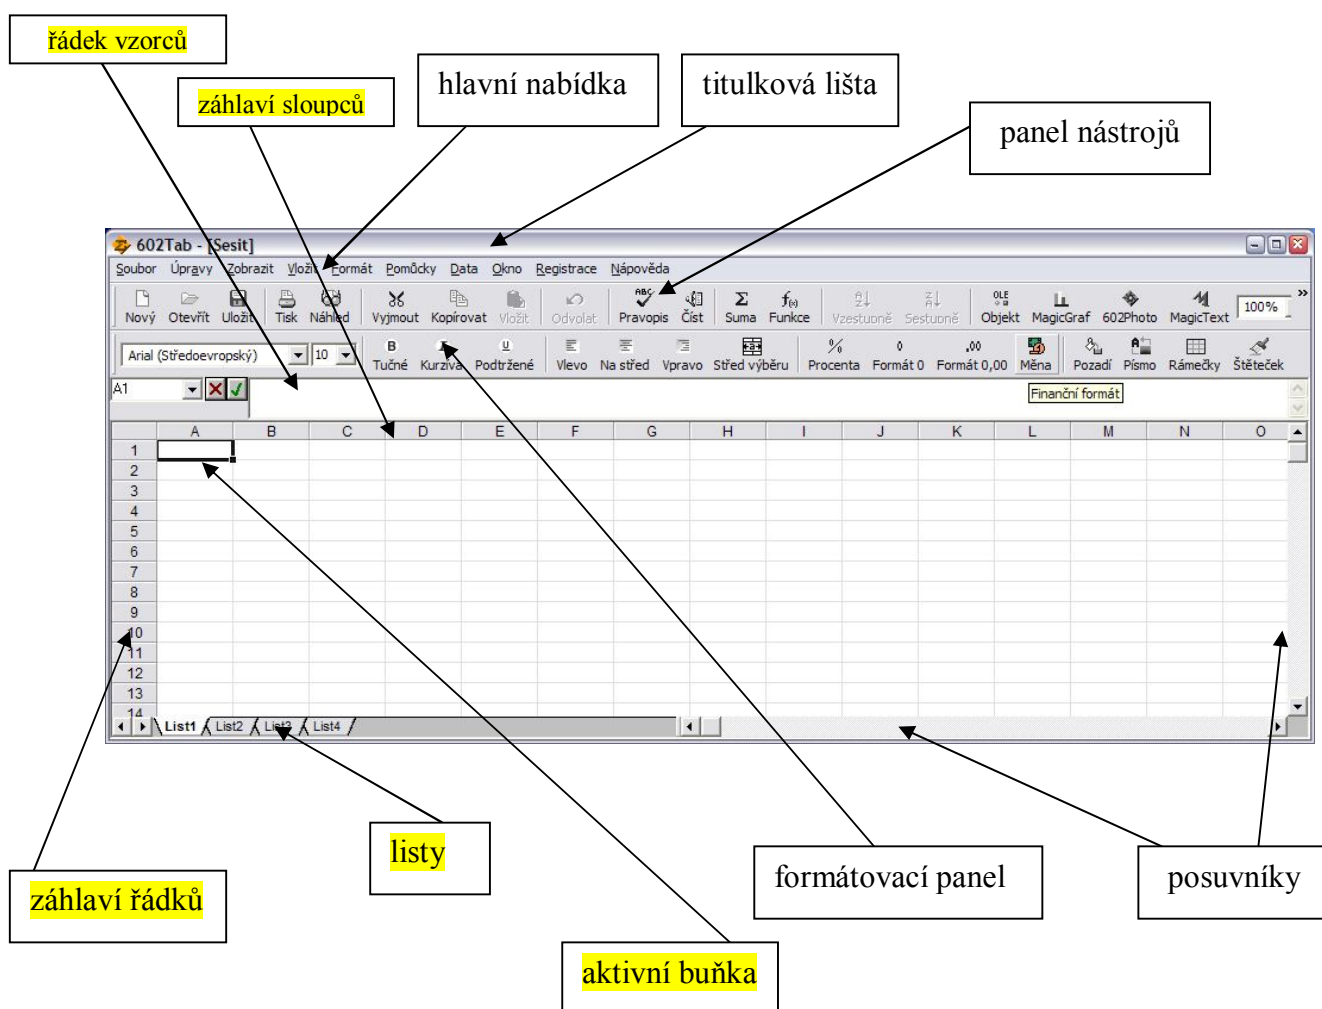 řádek vzorců
záhlaví sloupců
hlavní nabídka
titulková lišta
panel nástrojů
602Tab - [Sesit]
Soubor Úpravy Zobrazit Vložit Formát Pomůcky Data Okno Registrace Nápověda
Nový Otevřít Uložit Tisk Náhled Vyjmout Kopírovat Vložit Odvolat Pravopis Číst Suma Funkce Vzestupně Sestupně Objekt MagicGraf 602Photo MagicText 100% »
Arial (Středoevropský) 10 Tučné Kurzíva Podtržené Vlevo Na střed Vpravo Střed výběru Procenta Formát 0 Formát 0,00 Měna Pozadí Písmo Rámečky Štěteček
A1
Finanční formát
A B C D E F G H I J K L M N O
1
2
3
4
5
6
7
8
9
10
11
12
13
14
List1 List2 List3 List4
listy
formátovací panel
posuvníky
záhlaví řádků
aktivní buňka